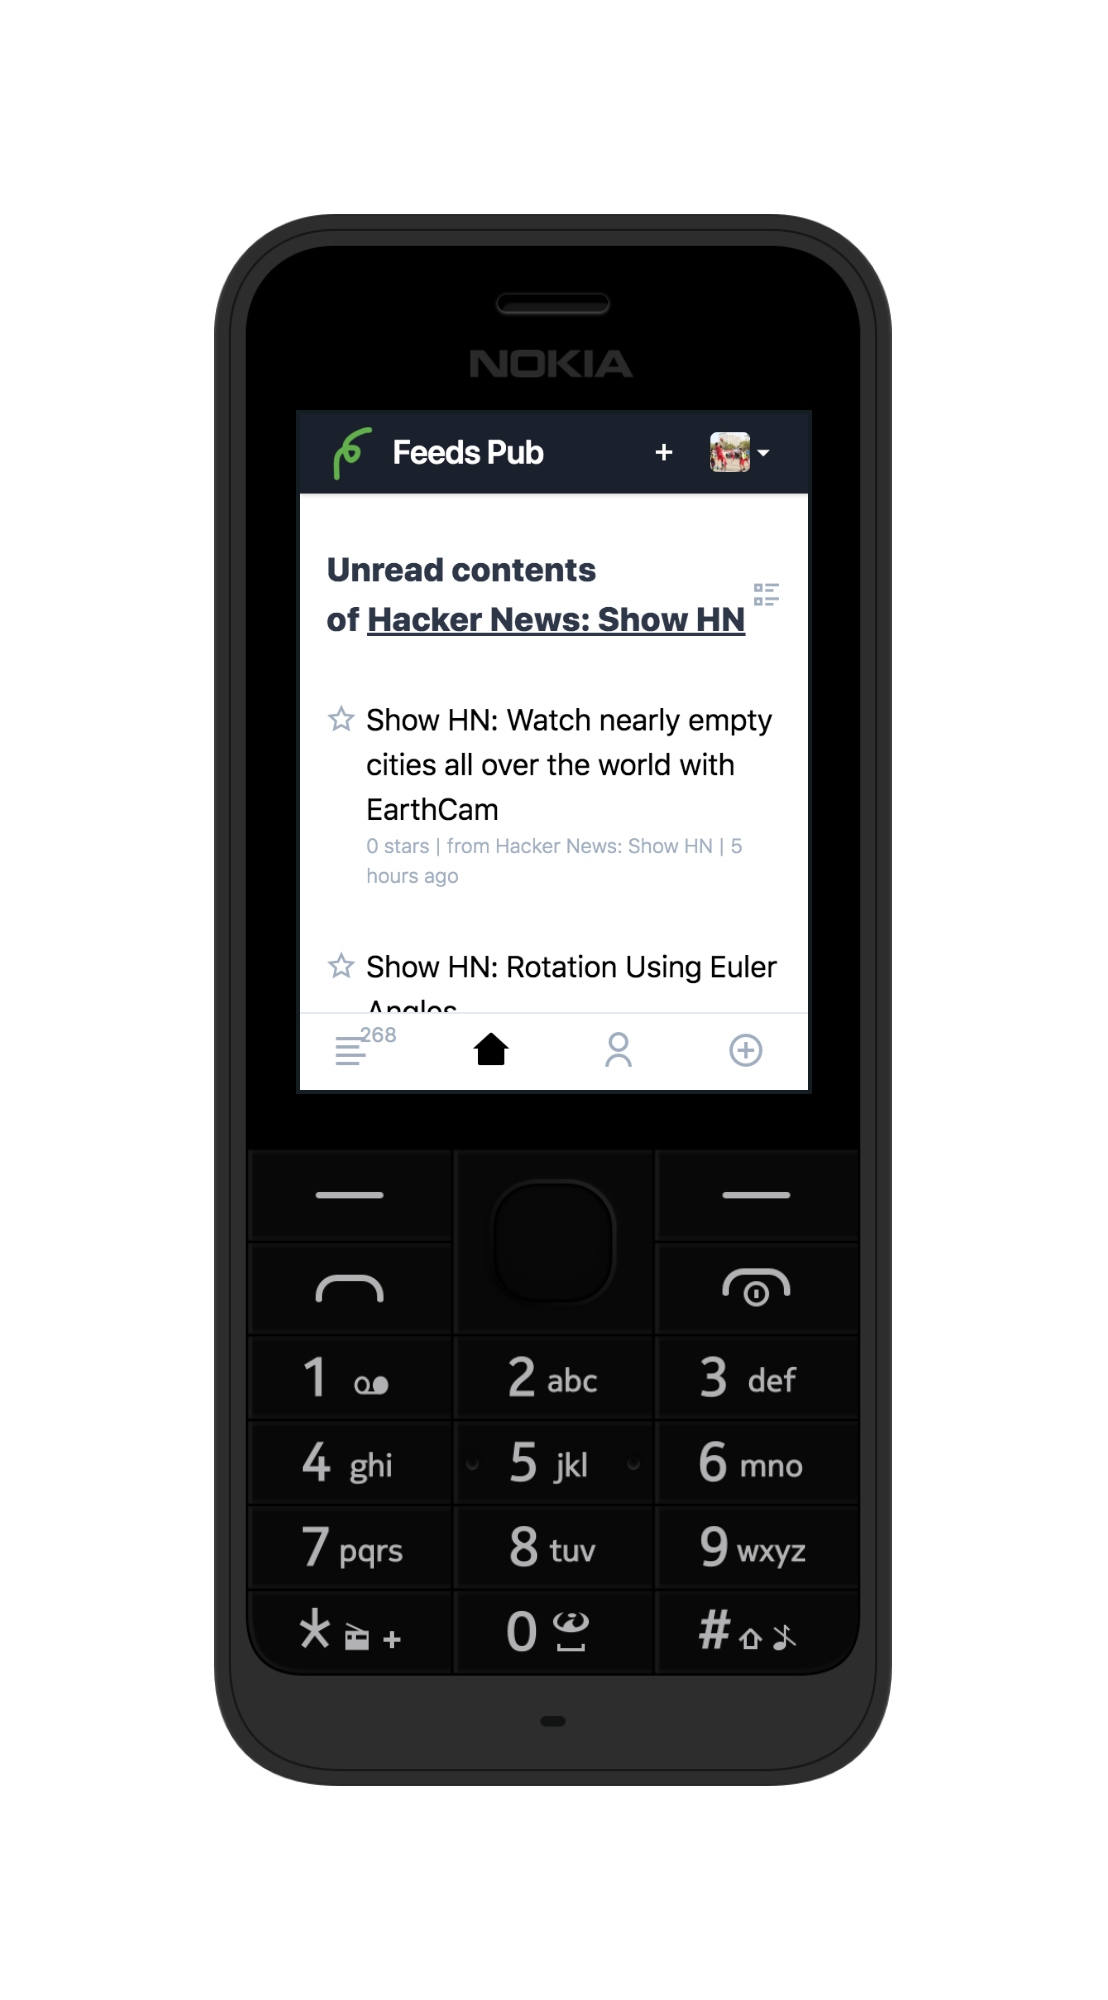 NOKIA
Feeds Pub
Unread contents
of Hacker News: Show HN
Show HN: Watch nearly empty
cities all over the world with
EarthCam
0 stars | from Hacker News: Show HN | 5
hours ago
Show HN: Rotation Using Euler
Angles
268
1
2 abc
3 def
4 ghi
5 jkl
6 mno
7 pqrs
8 tuv
9 wxyz
* +
0
#